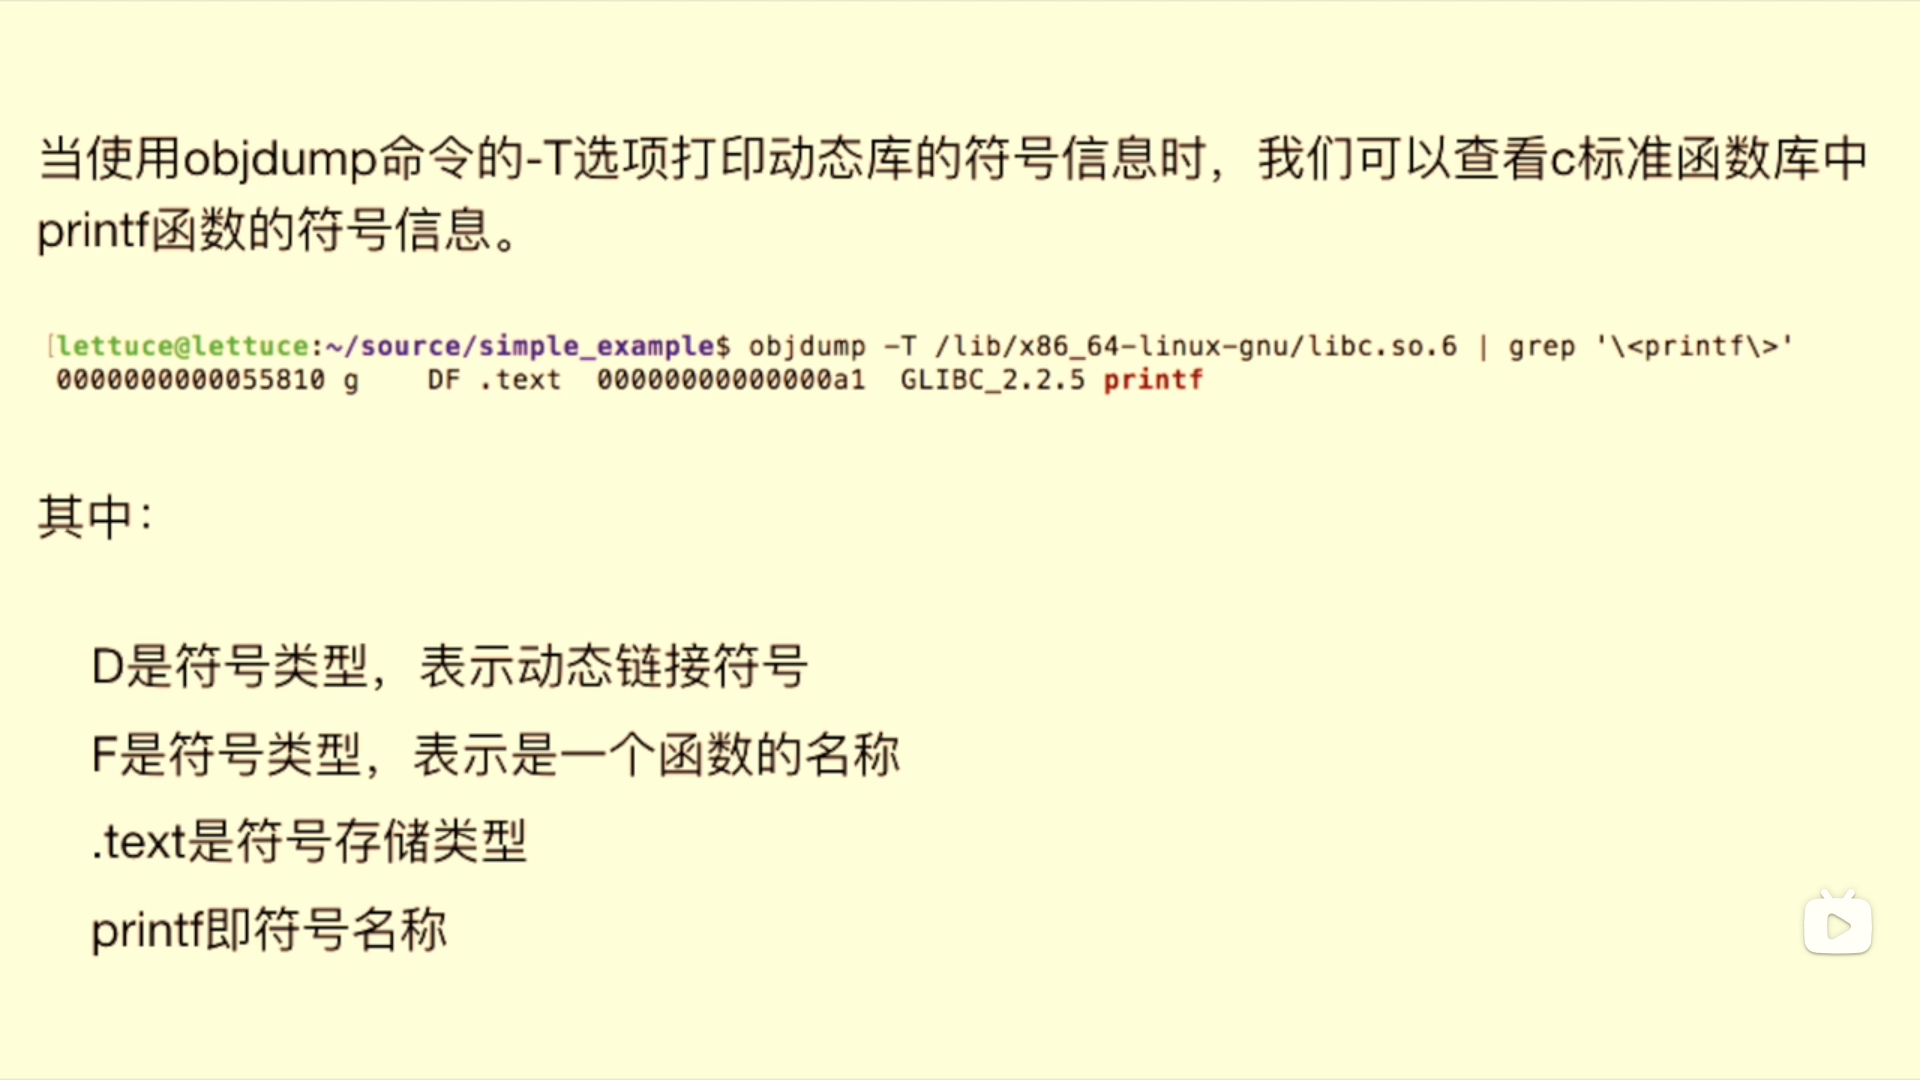 当使用objdump命令的-T选项打印动态库的符号信息时，我们可以查看c标准函数库中
printf函数的符号信息。
lettuce@lettuce:~/source/simple_example$ objdump -T /lib/x86_64-linux-gnu/libc.so.6 | grep '\<printf\>'
0000000000055810 g    DF .text  00000000000000a1  GLIBC_2.2.5 printf
其中：
D是符号类型，表示动态链接符号
F是符号类型，表示是一个函数的名称
.text是符号存储类型
printf即符号名称